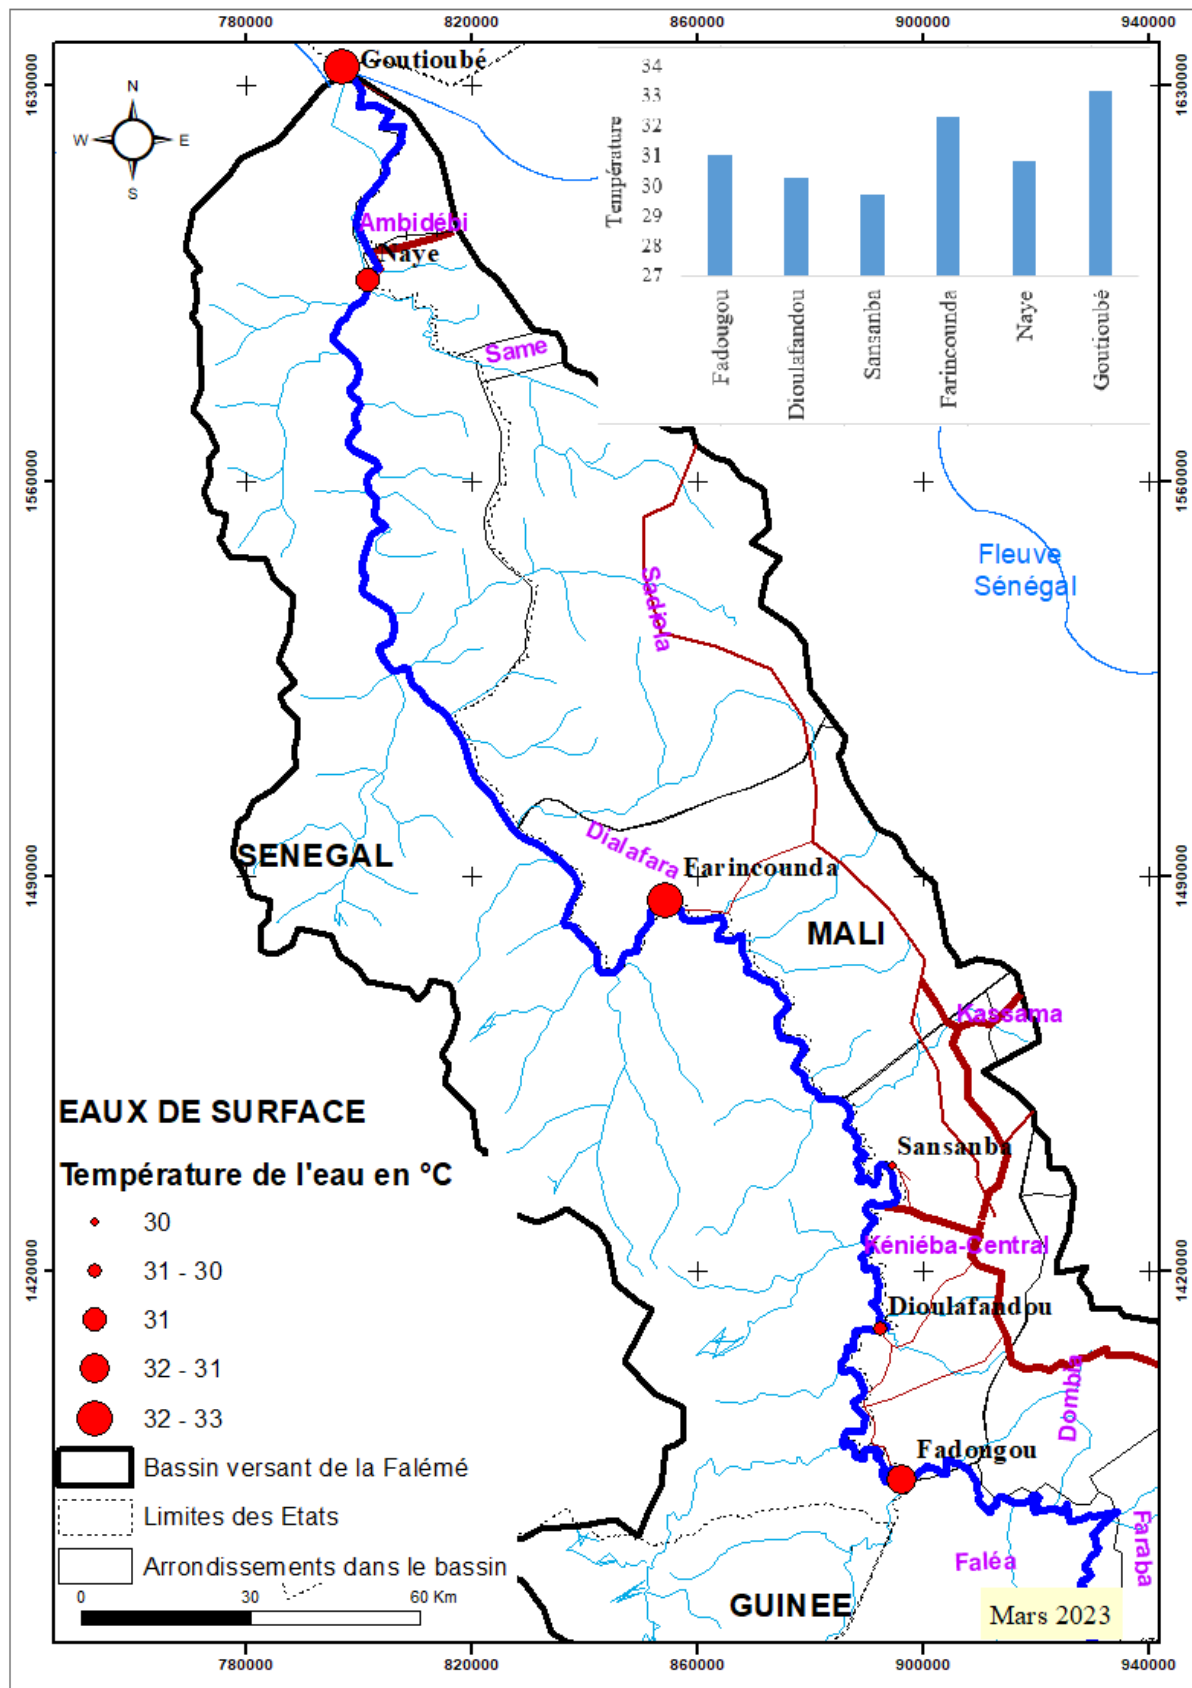 780000 820000 860000 900000 940000
Goutioubé
1630000
1630000
N
W E
S
34
33
32
31
30
29
28
27
Température
Fadougou
Dioulafandou
Sansanba
Farincounda
Naye
Goutioubé
Ambidébi
Naye
Same
1560000
1560000
Fleuve
Sénégal
Sadiola
SENEGAL
Dialafara
Farincounda
1490000
1490000
MALI
Kassama
EAUX DE SURFACE
Sansanba
Température de l'eau en °C
30
31 - 30
31
32 - 31
32 - 33
Kéniéba-Central
1420000
1420000
Dioulafandou
Dombia
Fadougou
Bassin versant de la Falémé
Limites des Etats
Arrondissements dans le bassin
Faraba
Faléa
0 30 60 Km
GUINEE
Mars 2023
780000 820000 860000 900000 940000